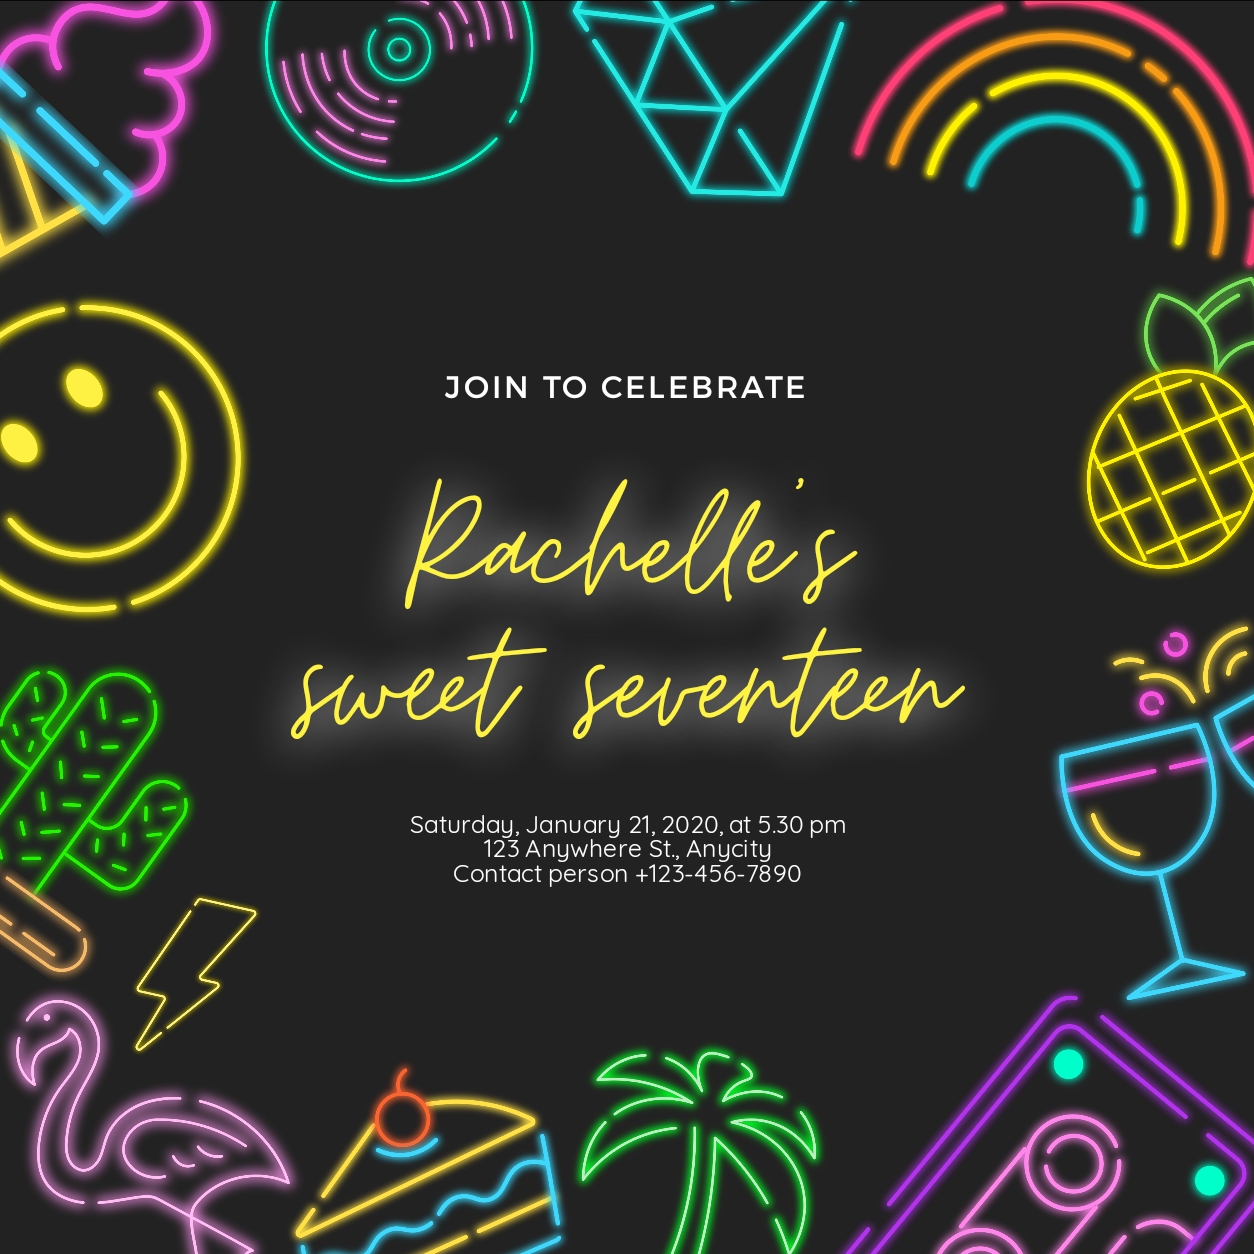 JOIN TO CELEBRATE
Rachelle's
sweet seventeen
Saturday, January 21, 2020, at 5.30 pm
123 Anywhere St., Anycity
Contact person +123-456-7890